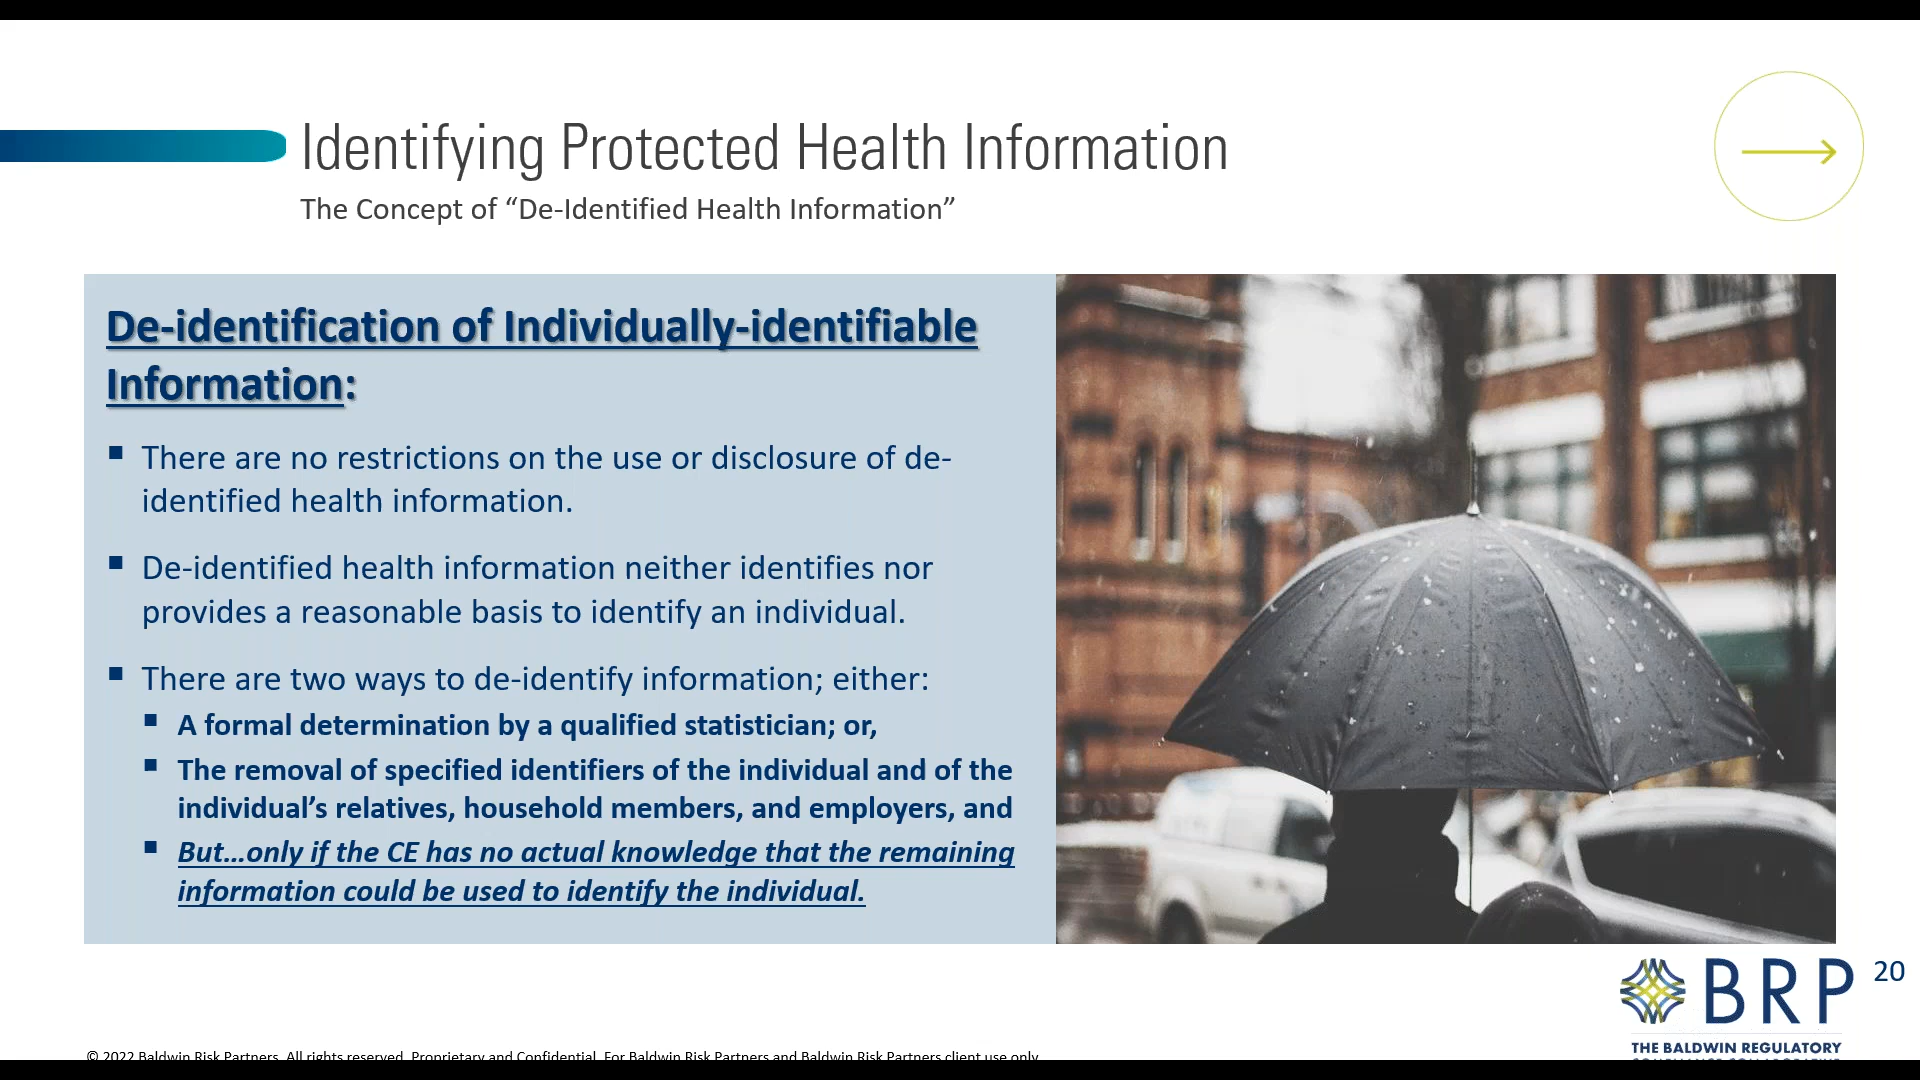 Identifying Protected Health Information
The Concept of “De-Identified Health Information”
De-identification of Individually-identifiable
Information:
▪ There are no restrictions on the use or disclosure of de-
identified health information.
▪ De-identified health information neither identifies nor
provides a reasonable basis to identify an individual.
▪ There are two ways to de-identify information; either:
▪ A formal determination by a qualified statistician; or,
▪ The removal of specified identifiers of the individual and of the
individual’s relatives, household members, and employers, and
▪ But…only if the CE has no actual knowledge that the remaining
information could be used to identify the individual.
BRP
20
THE BALDWIN REGULATORY
© 2022 Baldwin Risk Partners. All rights reserved. Proprietary and Confidential. For Baldwin Risk Partners and Baldwin Risk Partners client use only.